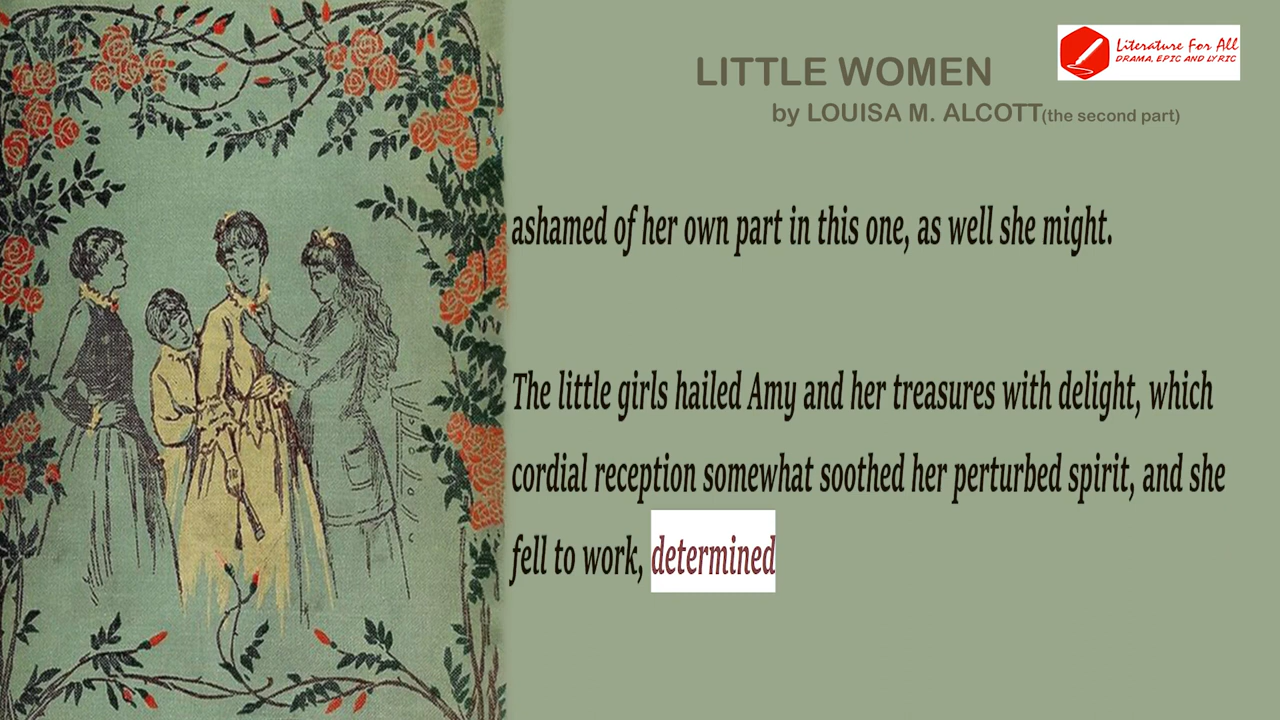 LITTLE WOMEN
by LOUISA M. ALCOTT(the second part)
Literature For All
DRAMA, EPIC AND LYRIC
ashamed of her own part in this one, as well she might.
The little girls hailed Amy and her treasures with delight, which
cordial reception somewhat soothed her perturbed spirit, and she
fell to work, determined